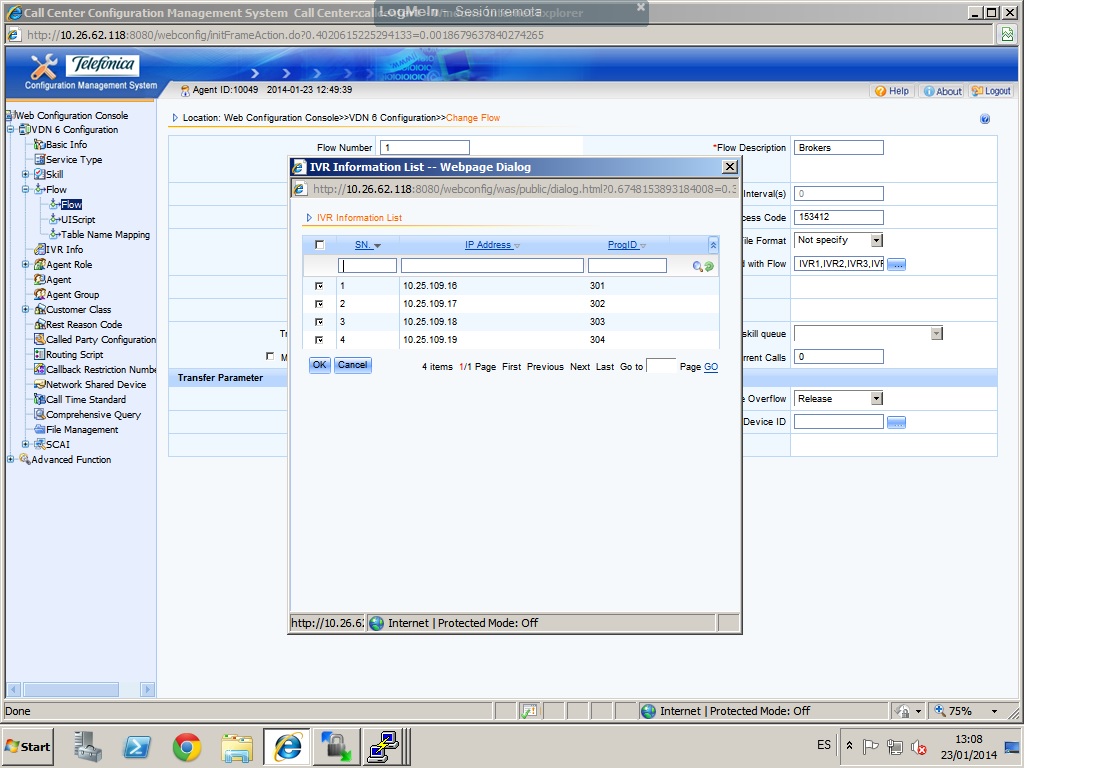 Call Center Configuration Management System Call Center:call
LogMeIn - Sesión remota
explorer
http://10.26.62.118:8080/webconfig/initFrameAction.do?0.4020615225294133=0.0018679637840274265
Telefónica
Configuration Management System
Agent ID:10049 2014-01-23 12:49:39
Help About Logout
Web Configuration Console
VDN 6 Configuration
Basic Info
Service Type
Skill
Flow
Flow
UIScript
Table Name Mapping
IVR Info
Agent Role
Agent
Agent Group
Customer Class
Rest Reason Code
Called Party Configuration
Routing Script
Callback Restriction Numbe
Network Shared Device
Call Time Standard
Comprehensive Query
File Management
SCAI
Advanced Function
Location: Web Configuration Console>>VDN 6 Configuration>>Change Flow
Flow Number 1 *Flow Description Brokers
Interval(s) 0
cess Code 153412
File Format Not specify
d with Flow IVR1,IVR2,IVR3,IVF ...
Tr skill queue
M rrent Calls 0
Transfer Parameter
e Overflow Release
Device ID ...
IVR Information List -- Webpage Dialog
http://10.26.62.118:8080/webconfig/was/public/dialog.html?0.6748153893184008=0.3
IVR Information List
SN. IP Address ProgID
1 10.25.109.16 301
2 10.25.109.17 302
3 10.25.109.18 303
4 10.25.109.19 304
OK Cancel 4 items 1/1 Page First Previous Next Last Go to Page GO
http://10.26.62 Internet | Protected Mode: Off
Done Internet | Protected Mode: Off 75%
Start ES 13:08
23/01/2014